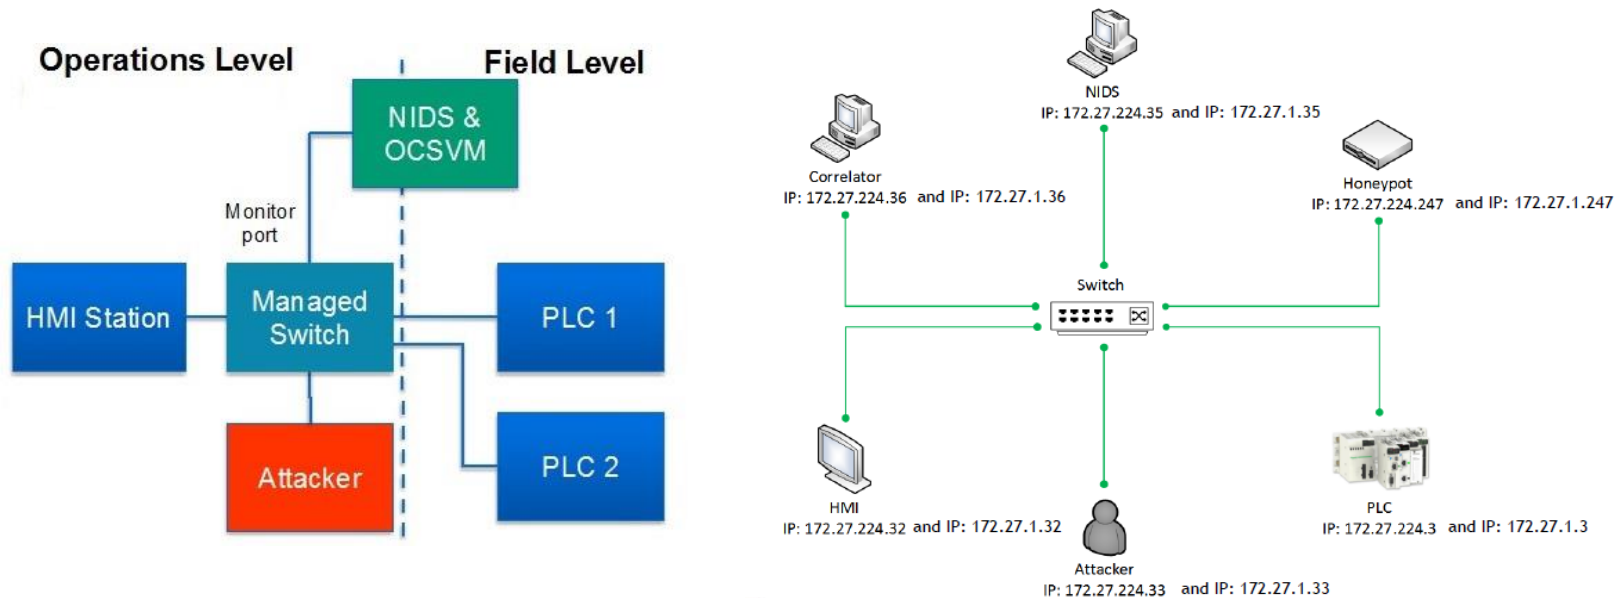 Operations Level
Field Level
NIDS &
OCSVM
Monitor
port
HMI Station
Managed
Switch
PLC 1
Attacker
PLC 2
NIDS
IP: 172.27.224.35 and IP: 172.27.1.35
Correlator
IP: 172.27.224.36 and IP: 172.27.1.36
Honeypot
IP: 172.27.224.247 and IP: 172.27.1.247
Switch
HMI
IP: 172.27.224.32 and IP: 172.27.1.32
PLC
IP: 172.27.224.3 and IP: 172.27.1.3
Attacker
IP: 172.27.224.33 and IP: 172.27.1.33